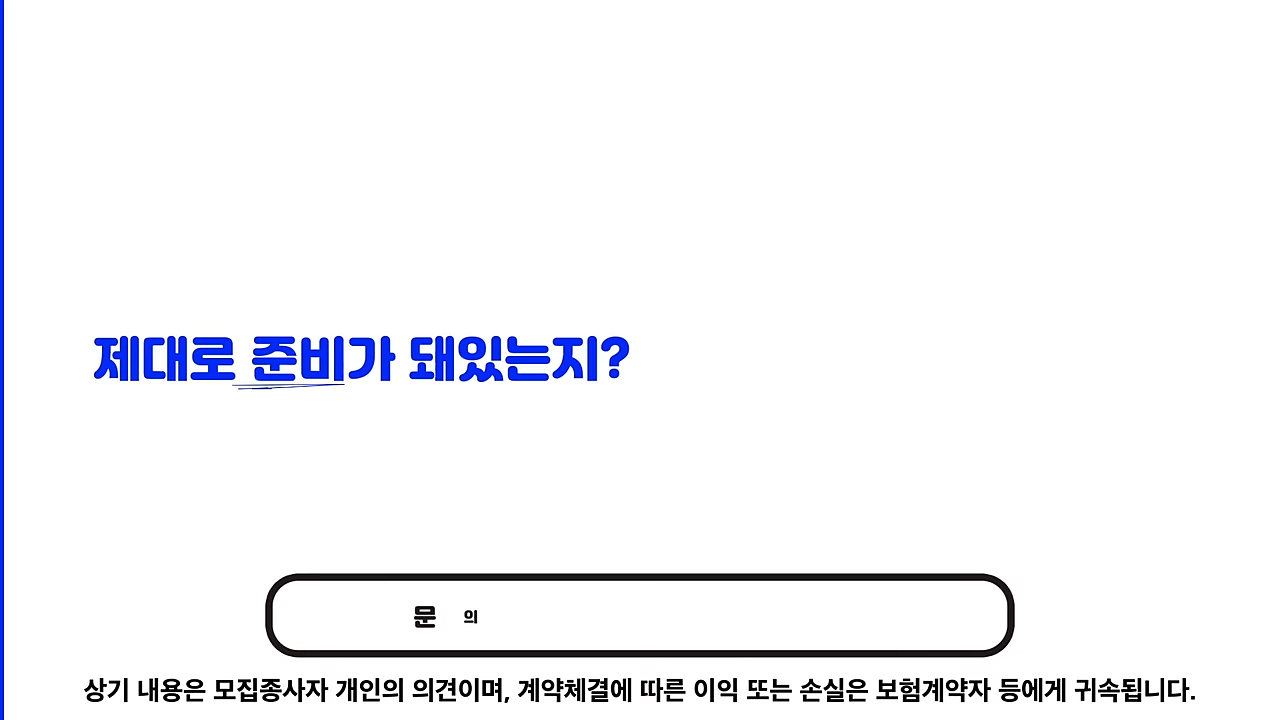 제대로 준비가 돼있는지?
문 의
상기 내용은 모집종사자 개인의 의견이며, 계약체결에 따른 이익 또는 손실은 보험계약자 등에게 귀속됩니다.